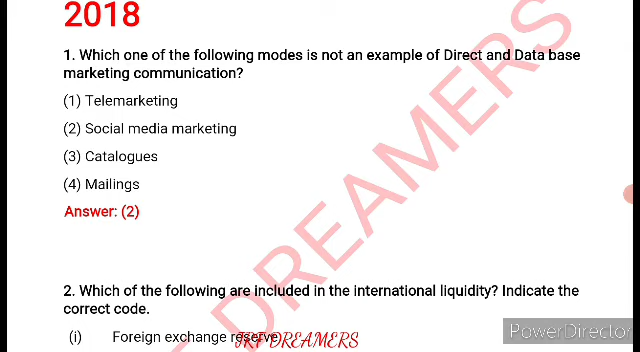 2018
1. Which one of the following modes is not an example of Direct and Data base
marketing communication?
(1) Telemarketing
(2) Social media marketing
(3) Catalogues
(4) Mailings
Answer: (2)
DREAMERS
2. Which of the following are included in the international liquidity? Indicate the
correct code.
(i) Foreign exchange reserve
JRF DREAMERS
PowerDirector